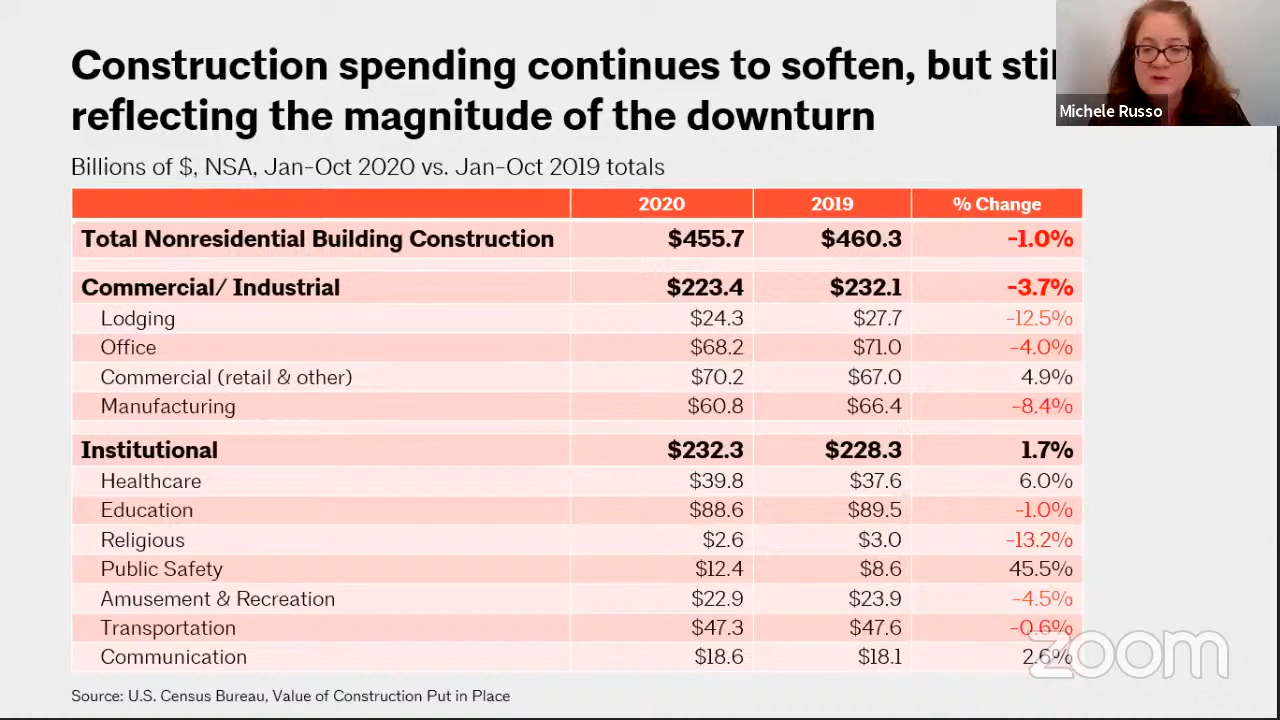 Construction spending continues to soften, but stil
reflecting the magnitude of the downturn
Michele Russo
Billions of $, NSA, Jan-Oct 2020 vs. Jan-Oct 2019 totals
2020 2019 % Change
Total Nonresidential Building Construction $455.7 $460.3 -1.0%
Commercial/ Industrial $223.4 $232.1 -3.7%
Lodging $24.3 $27.7 -12.5%
Office $68.2 $71.0 -4.0%
Commercial (retail & other) $70.2 $67.0 4.9%
Manufacturing $60.8 $66.4 -8.4%
Institutional $232.3 $228.3 1.7%
Healthcare $39.8 $37.6 6.0%
Education $88.6 $89.5 -1.0%
Religious $2.6 $3.0 -13.2%
Public Safety $12.4 $8.6 45.5%
Amusement & Recreation $22.9 $23.9 -4.5%
Transportation $47.3 $47.6 -0.6%
Communication $18.6 $18.1 2.6%
zoom
Source: U.S. Census Bureau, Value of Construction Put in Place